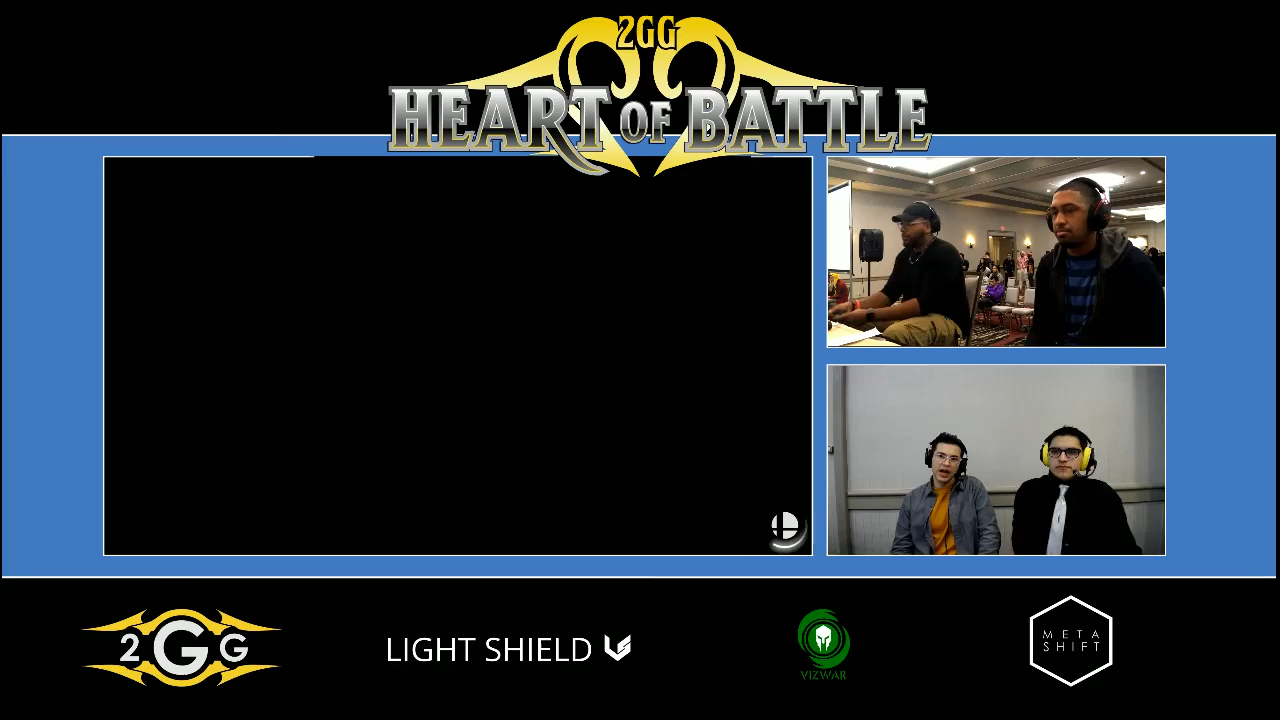 2GG
HEART OF BATTLE
2GG
LIGHT SHIELD
VIZWAR
META
SHIFT